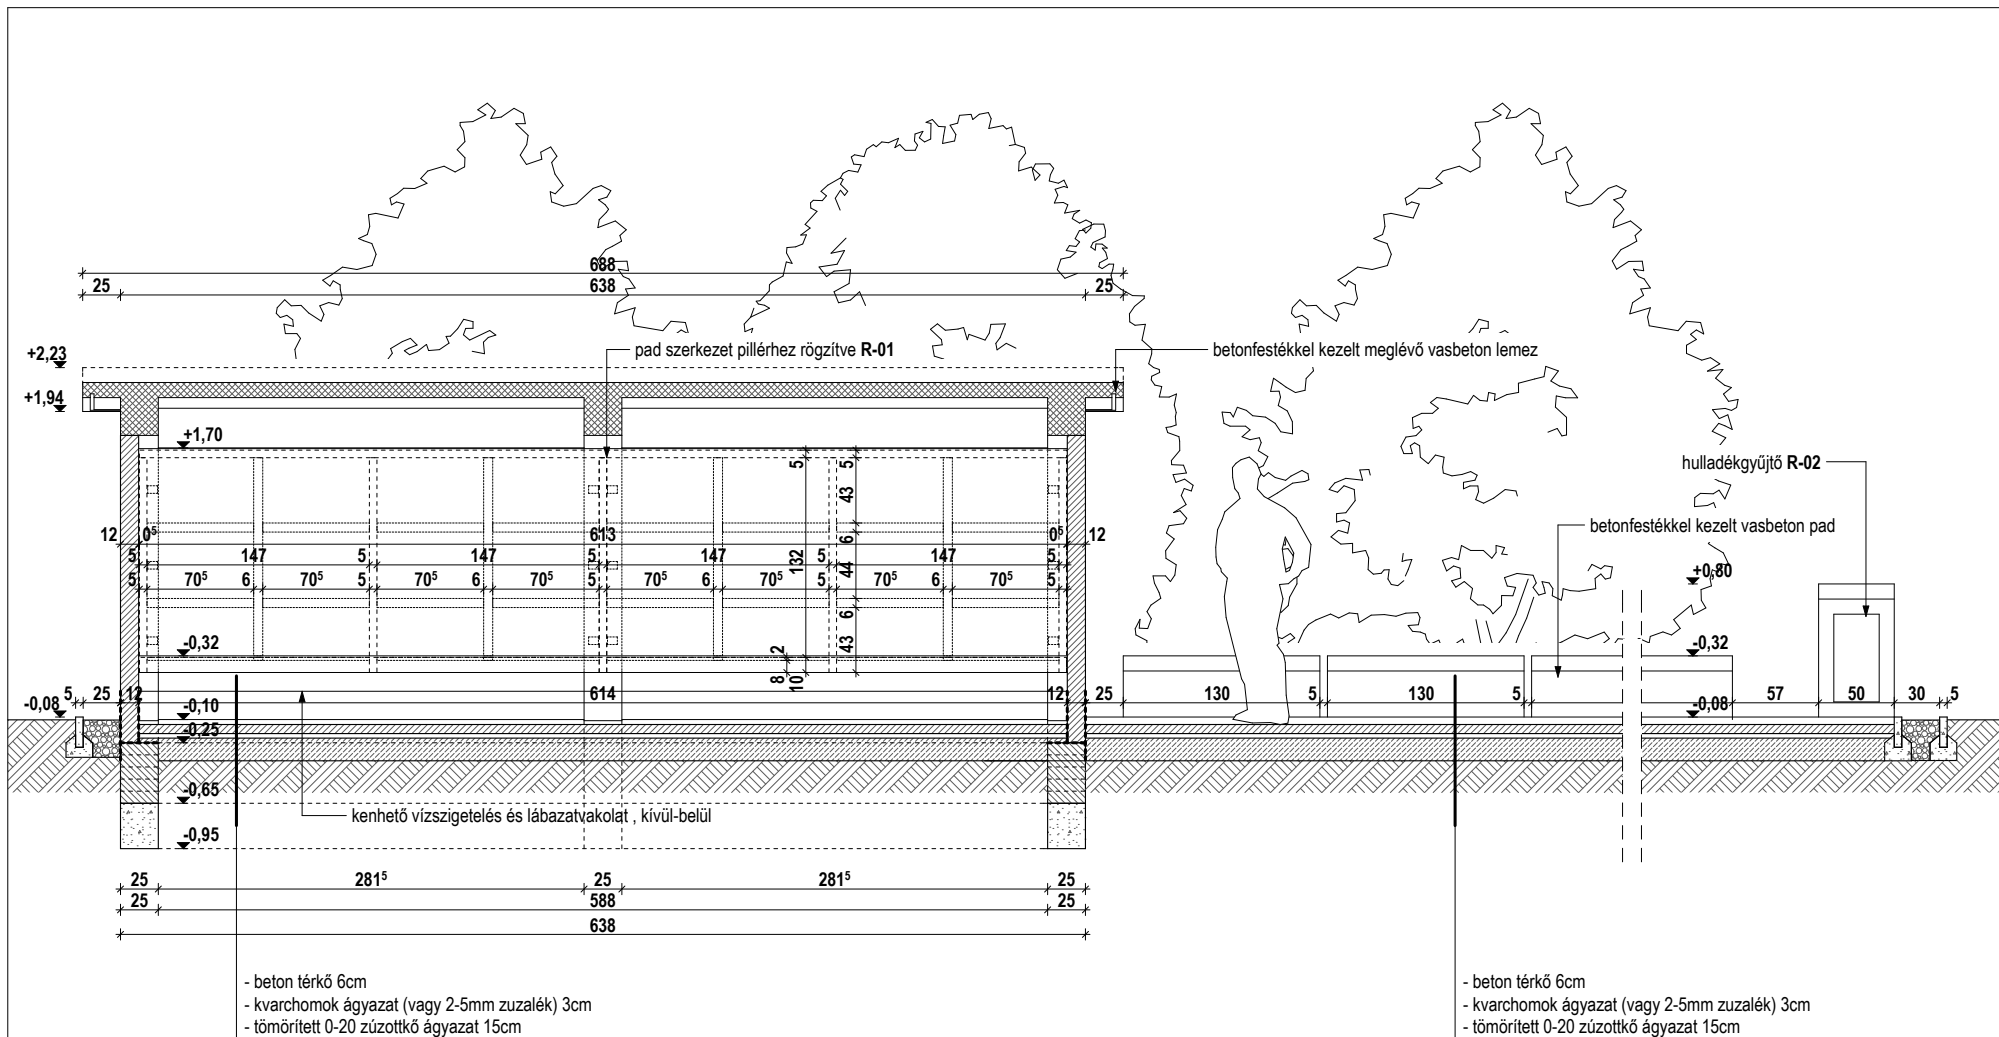 688
25 638 25
+2,23
pad szerkezet pillérhez rögzítve R-01
betonfestékkel kezelt meglévő vasbeton lemez
+1,94
+1,70
hulladékgyűjtő R-02
betonfestékkel kezelt vasbeton pad
5 5
43
12 0⁵ 613 6 0⁵ 12
5 147 5 147 5 147 132 5 147 5
44
5 70⁵ 6 70⁵ 5 70⁵ 6 70⁵ 5 70⁵ 6 70⁵ 5 70⁵ 6 70⁵ 5
+0,80
6
-0,32 2 43 -0,32
8 10
5 25 12 614 12 25 130 5 130 5 57 50 30 5
-0,08 -0,10 -0,08
-0,25
-0,65
kenhető vízszigetelés és lábazatvakolat , kívül-belül
-0,95
25 281⁵ 25 281⁵ 25
25 588 25
638
- beton térkő 6cm
- kvarchomok ágyazat (vagy 2-5mm zuzalék) 3cm
- tömörített 0-20 zúzottkő ágyazat 15cm
- beton térkő 6cm
- kvarchomok ágyazat (vagy 2-5mm zuzalék) 3cm
- tömörített 0-20 zúzottkő ágyazat 15cm